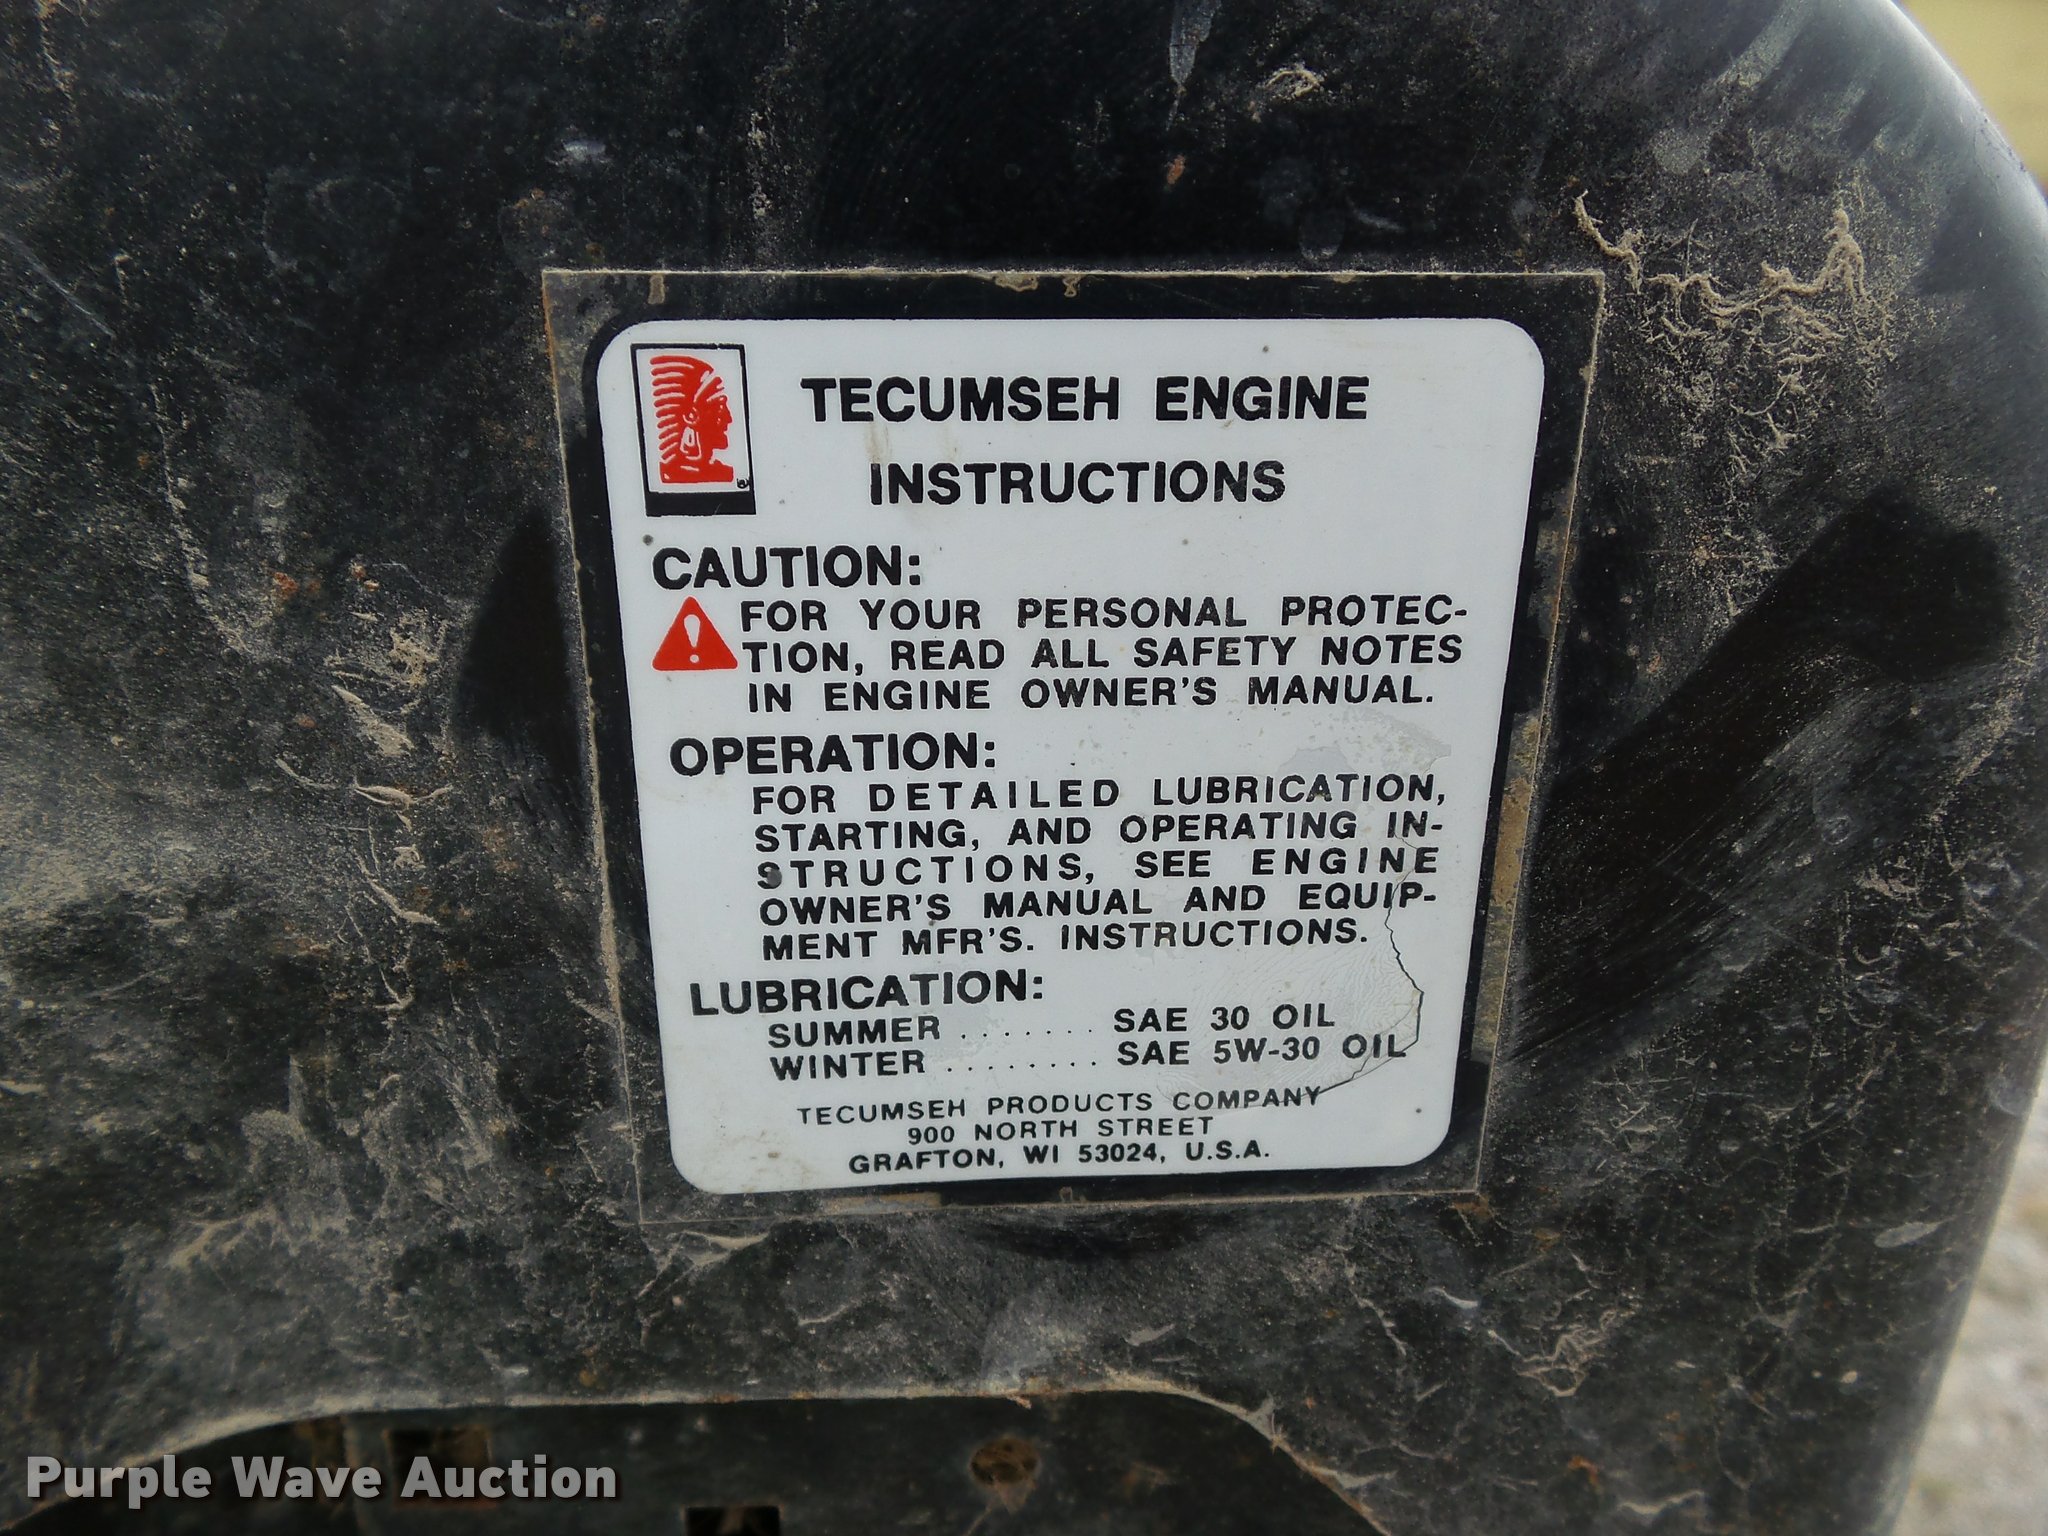 TECUMSEH ENGINE
INSTRUCTIONS
CAUTION:
FOR YOUR PERSONAL PROTEC-
TION, READ ALL SAFETY NOTES
IN ENGINE OWNER'S MANUAL.
OPERATION:
FOR DETAILED LUBRICATION,
STARTING, AND OPERATING IN-
STRUCTIONS, SEE ENGINE
OWNER'S MANUAL AND EQUIP-
MENT MFR'S. INSTRUCTIONS.
LUBRICATION:
SUMMER ....... SAE 30 OIL
WINTER ........ SAE 5W-30 OIL
TECUMSEH PRODUCTS COMPANY
900 NORTH STREET
GRAFTON, WI 53024, U.S.A.
Purple Wave Auction